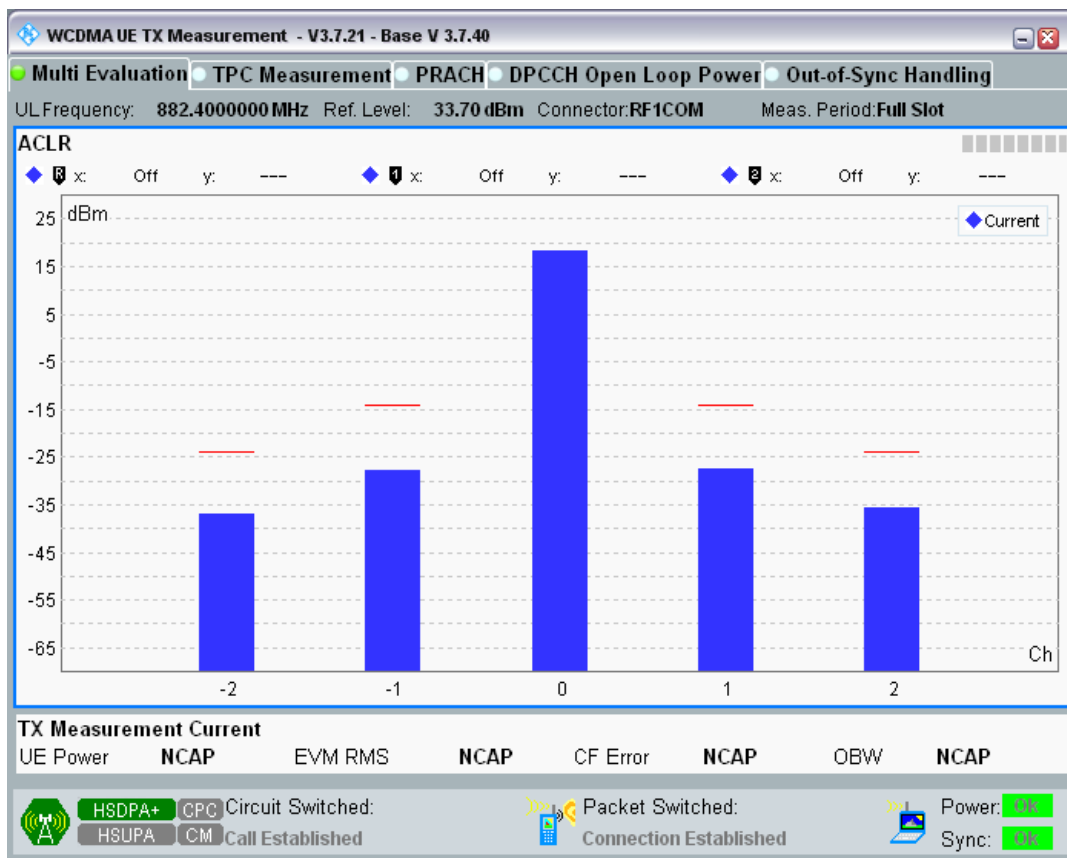 WCDMA UE TX Measurement - V3.7.21 - Base V 3.7.40
Multi Evaluation TPC Measurement PRACH DPCCH Open Loop Power Out-of-Sync Handling
UL Frequency: 882.4000000 MHz Ref. Level: 33.70 dBm Connector:RF1COM Meas. Period:Full Slot
ACLR
R x: Off y: --- 1 x: Off y: --- 2 x: Off y: ---
dBm
Current
25
15
5
-5
-15
-25
-35
-45
-55
-65
Ch
-2 -1 0 1 2
TX Measurement Current
UE Power NCAP EVM RMS NCAP CF Error NCAP OBW NCAP
HSDPA+ CPC Circuit Switched: Packet Switched: Power: Ok
HSUPA CM Call Established Connection Established Sync: Ok